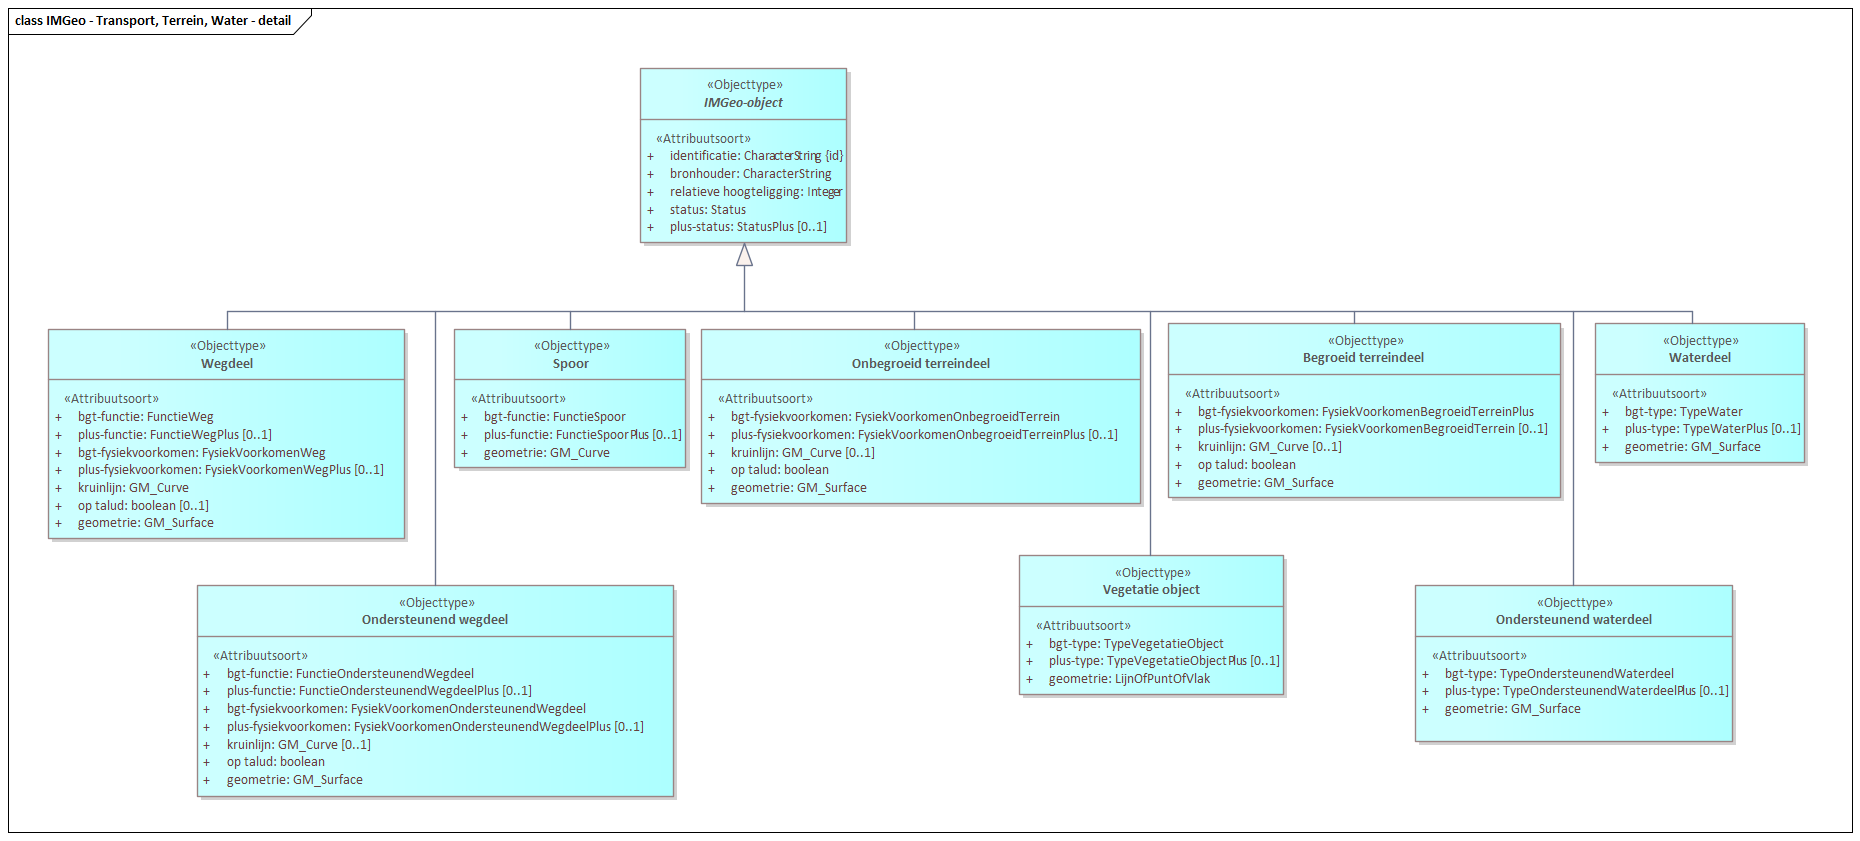 class IMGeo - Transport, Terrein, Water - detail
«Objecttype»
IMGeo-object
«Attribuutsoort»
+ identificatie: CharacterString {id}
+ bronhouder: CharacterString
+ relatieve hoogteligging: Integer
+ status: Status
+ plus-status: StatusPlus [0..1]
«Objecttype»
Wegdeel
«Attribuutsoort»
+ bgt-functie: FunctieWeg
+ plus-functie: FunctieWegPlus [0..1]
+ bgt-fysiekvoorkomen: FysiekVoorkomenWeg
+ plus-fysiekvoorkomen: FysiekVoorkomenWegPlus [0..1]
+ kruinlijn: GM_Curve
+ op talud: boolean [0..1]
+ geometrie: GM_Surface
«Objecttype»
Spoor
«Attribuutsoort»
+ bgt-functie: FunctieSpoor
+ plus-functie: FunctieSpoorPlus [0..1]
+ geometrie: GM_Curve
«Objecttype»
Onbegroeid terreindeel
«Attribuutsoort»
+ bgt-fysiekvoorkomen: FysiekVoorkomenOnbegroeidTerrein
+ plus-fysiekvoorkomen: FysiekVoorkomenOnbegroeidTerreinPlus [0..1]
+ kruinlijn: GM_Curve [0..1]
+ op talud: boolean
+ geometrie: GM_Surface
«Objecttype»
Begroeid terreindeel
«Attribuutsoort»
+ bgt-fysiekvoorkomen: FysiekVoorkomenBegroeidTerreinPlus
+ plus-fysiekvoorkomen: FysiekVoorkomenBegroeidTerrein [0..1]
+ kruinlijn: GM_Curve [0..1]
+ op talud: boolean
+ geometrie: GM_Surface
«Objecttype»
Waterdeel
«Attribuutsoort»
+ bgt-type: TypeWater
+ plus-type: TypeWaterPlus [0..1]
+ geometrie: GM_Surface
«Objecttype»
Ondersteunend wegdeel
«Attribuutsoort»
+ bgt-functie: FunctieOndersteunendWegdeel
+ plus-functie: FunctieOndersteunendWegdeelPlus [0..1]
+ bgt-fysiekvoorkomen: FysiekVoorkomenOndersteunendWegdeel
+ plus-fysiekvoorkomen: FysiekVoorkomenOndersteunendWegdeelPlus [0..1]
+ kruinlijn: GM_Curve [0..1]
+ op talud: boolean
+ geometrie: GM_Surface
«Objecttype»
Vegetatie object
«Attribuutsoort»
+ bgt-type: TypeVegetatieObject
+ plus-type: TypeVegetatieObjectPlus [0..1]
+ geometrie: LijnOfPuntOfVlak
«Objecttype»
Ondersteunend waterdeel
«Attribuutsoort»
+ bgt-type: TypeOndersteunendWaterdeel
+ plus-type: TypeOndersteunendWaterdeelPlus [0..1]
+ geometrie: GM_Surface